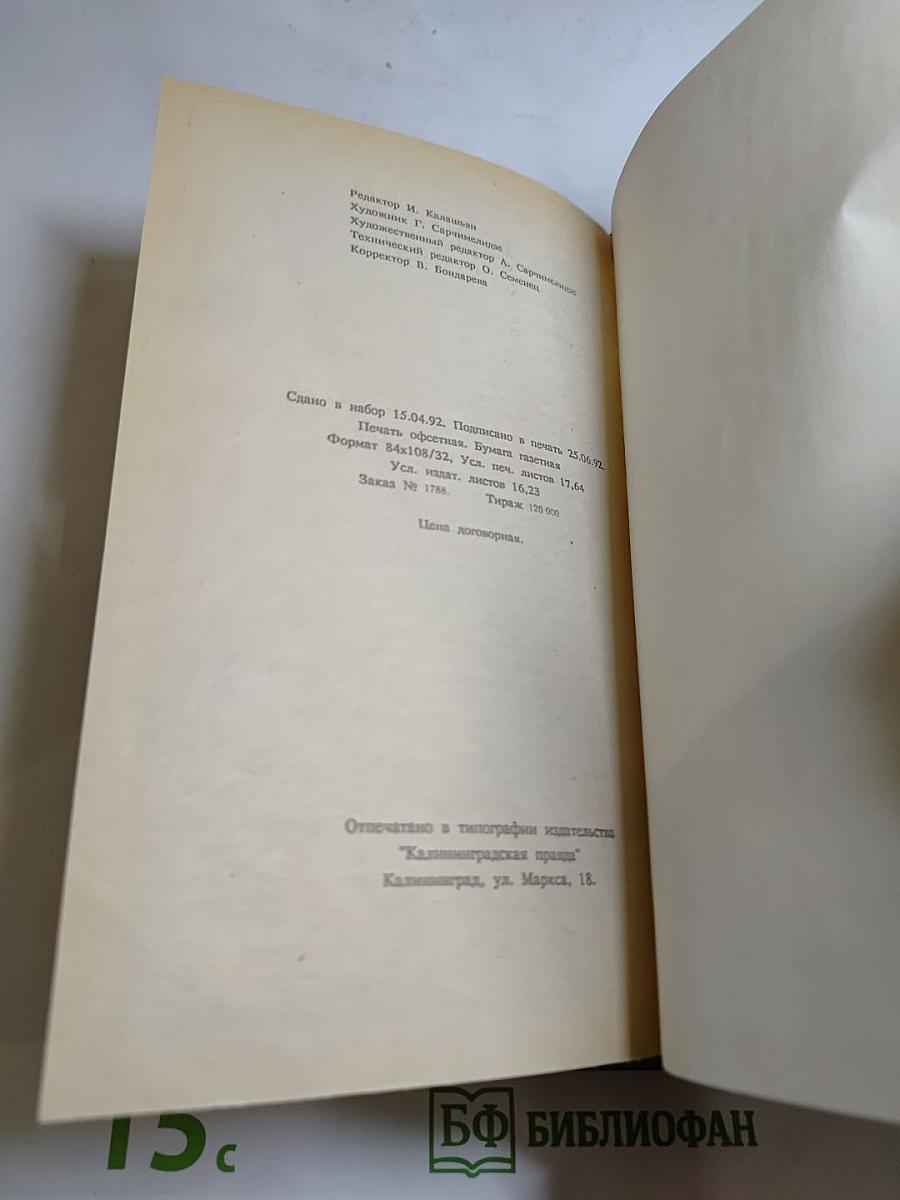 Редактор И. Калашьян
Художник Г. Сарчимелидзе
Художественный редактор А. Сарчимелидзе
Технический редактор О. Семенец
Корректор В. Бондарева
Сдано в набор 15.04.92. Подписано в печать 25.06.92.
Печать офсетная. Бумага газетная
Формат 84х108/32, Усл. печ. листов 17,64
Усл. издат. листов 16,23
Заказ № 1788. Тираж 120 000
Цена договорная.
Отпечатано в типографии издательства
"Калининградская правда"
Калининград, ул. Маркса, 18.
15 с
БФ БИБЛИОФАН